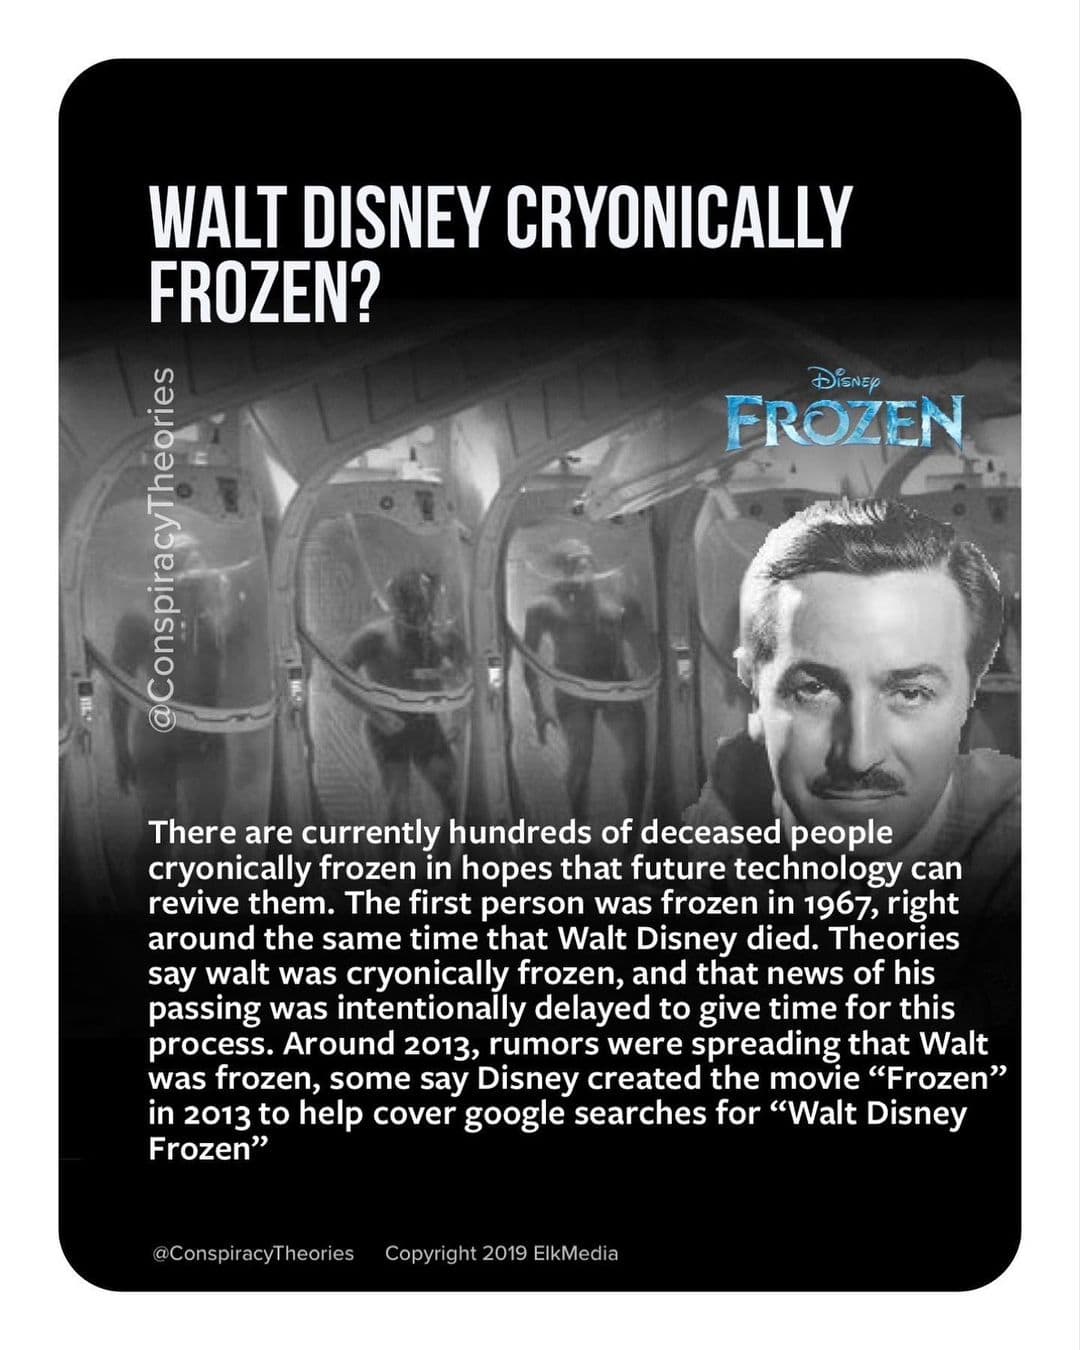 WALT DISNEY CRYONICALLY
FROZEN?
@ConspiracyTheories
DISNEY
FROZEN
There are currently hundreds of deceased people
cryonically frozen in hopes that future technology can
revive them. The first person was frozen in 1967, right
around the same time that Walt Disney died. Theories
say walt was cryonically frozen, and that news of his
passing was intentionally delayed to give time for this
process. Around 2013, rumors were spreading that Walt
was frozen, some say Disney created the movie “Frozen”
in 2013 to help cover google searches for “Walt Disney
Frozen”
@ConspiracyTheories Copyright 2019 ElkMedia